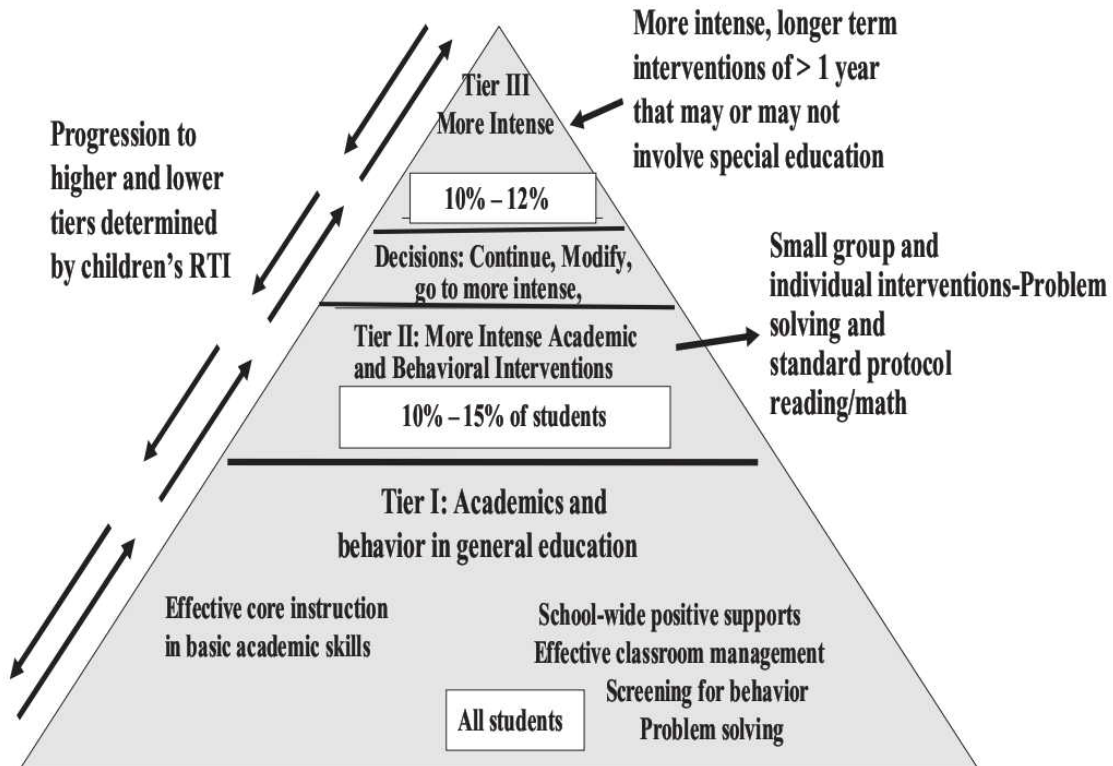 Progression to
higher and lower
tiers determined
by children's RTI
Tier III
More Intense
10% – 12%
More intense, longer term
interventions of > 1 year
that may or may not
involve special education
Decisions: Continue, Modify,
go to more intense,
Tier II: More Intense Academic
and Behavioral Interventions
10% – 15% of students
Small group and
individual interventions-Problem
solving and
standard protocol
reading/math
Tier I: Academics and
behavior in general education
Effective core instruction
in basic academic skills
School-wide positive supports
Effective classroom management
Screening for behavior
Problem solving
All students